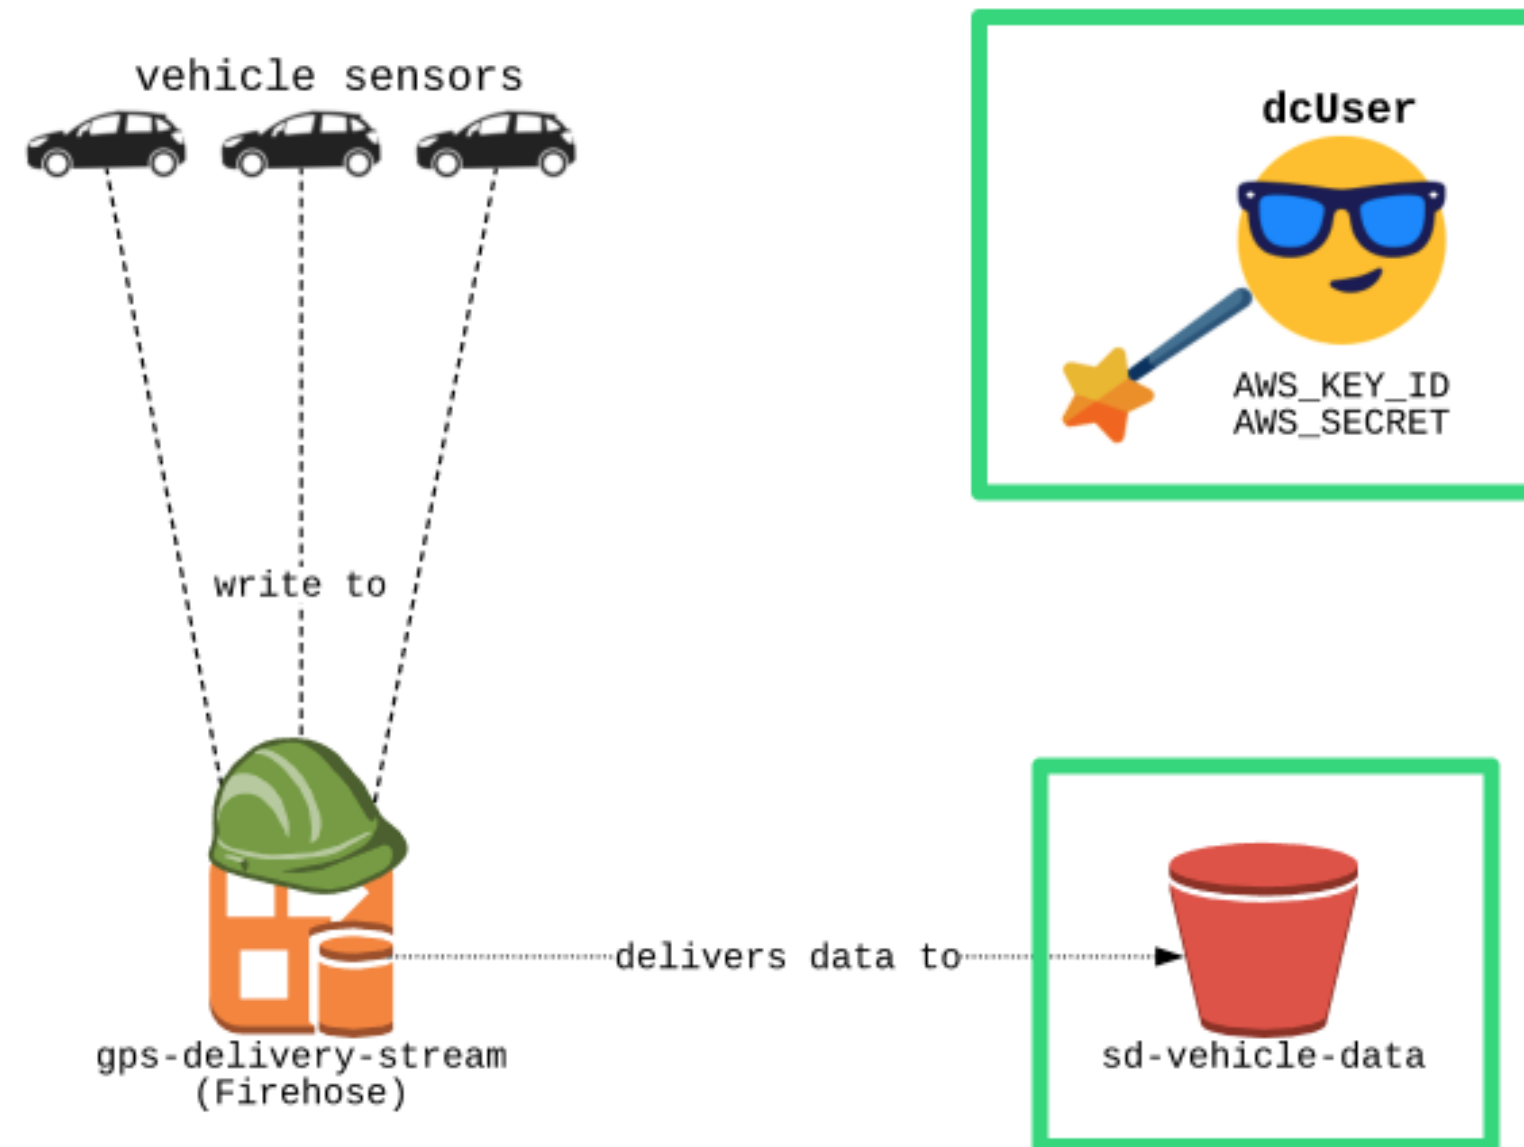 vehicle sensors
dcUser
AWS_KEY_ID
AWS_SECRET
write to
delivers data to
gps-delivery-stream
(Firehose)
sd-vehicle-data